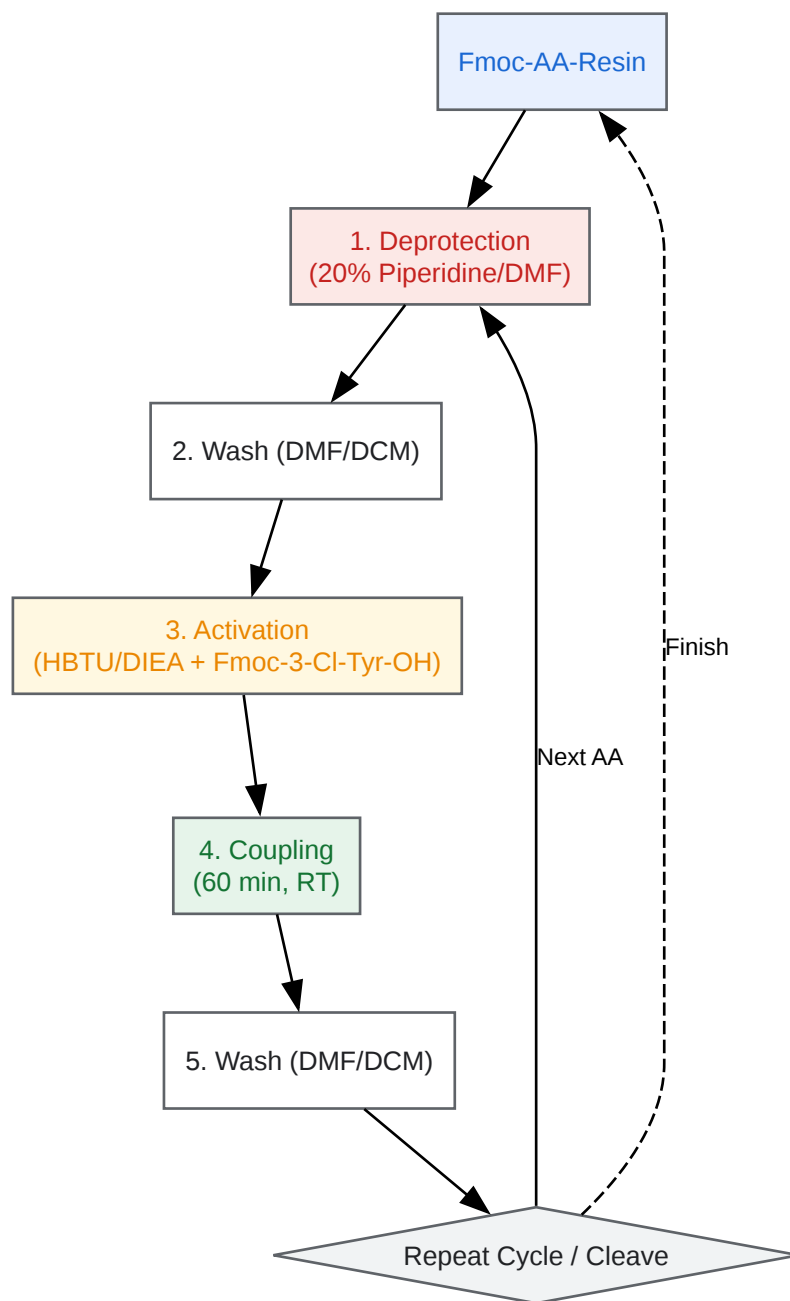 Fmoc-AA-Resin
1. Deprotection
(20% Piperidine/DMF)
2. Wash (DMF/DCM)
3. Activation
(HBTU/DIEA + Fmoc-3-Cl-Tyr-OH)
Finish
Next AA
4. Coupling
(60 min, RT)
5. Wash (DMF/DCM)
Repeat Cycle / Cleave